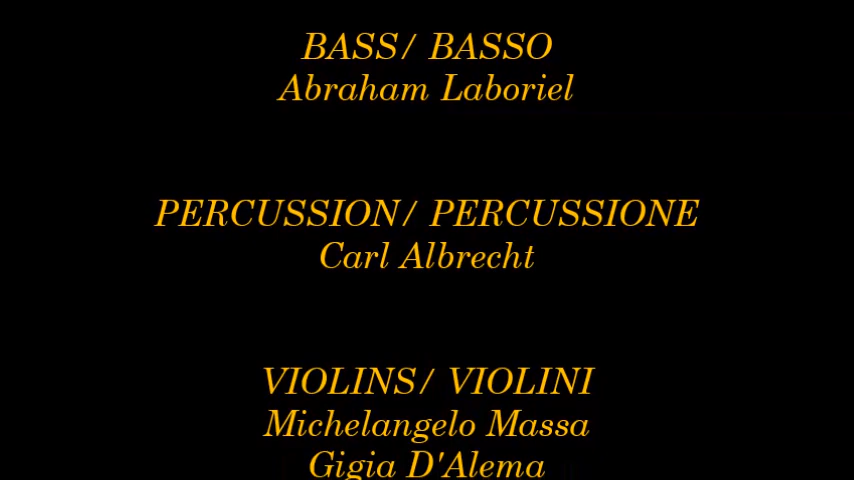 BASS/ BASSO
Abraham Laboriel
PERCUSSION/ PERCUSSIONE
Carl Albrecht
VIOLINS/ VIOLINI
Michelangelo Massa
Gigia D'Alema